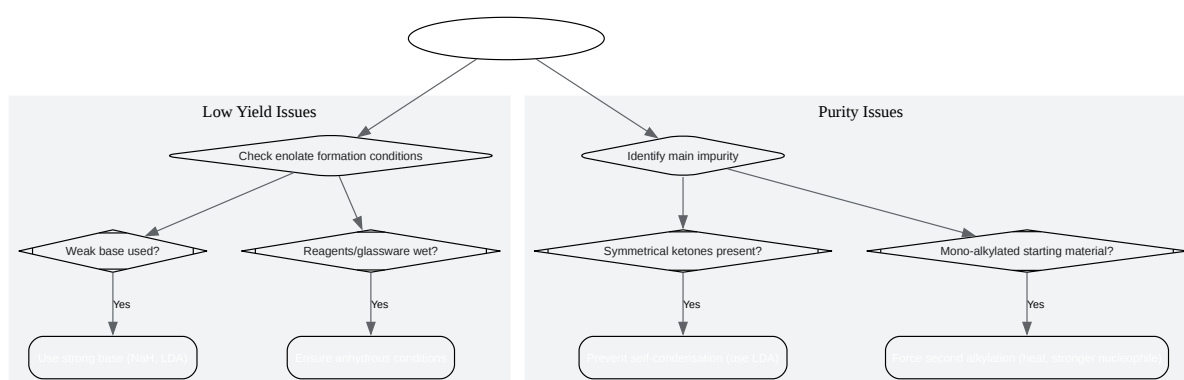 Low Yield Issues
Purity Issues
Check enolate formation conditions
Identify main impurity
Weak base used?
Reagents/glassware wet?
Symmetrical ketones present?
Mono-alkylated starting material?
Yes
Yes
Yes
Yes
Use strong base (NaH, LDA)
Ensure anhydrous conditions
Prevent self-condensation (use LDA)
Force second alkylation (heat, stronger nucleophile)